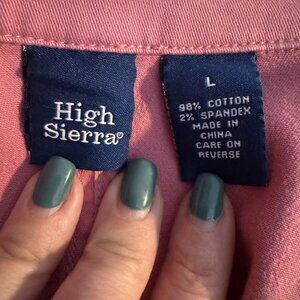 High
Sierra®
L
98% COTTON
2% SPANDEX
MADE IN
CHINA
CARE ON
REVERSE